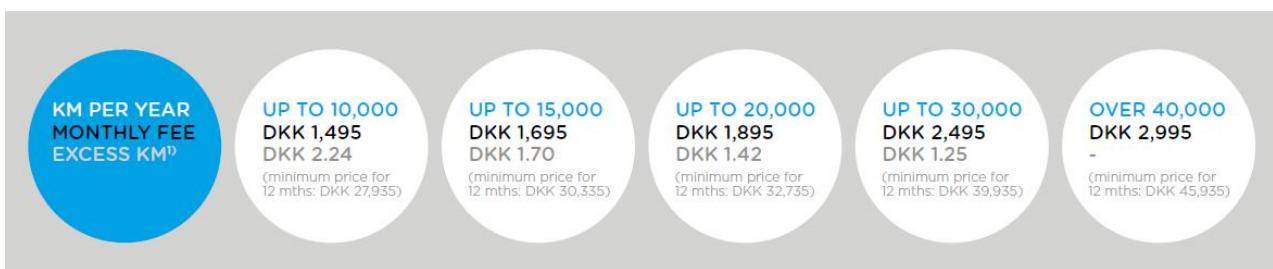 KM PER YEAR
MONTHLY FEE
EXCESS KM¹⁾
UP TO 10,000
DKK 1,495
DKK 2.24
(minimum price for
12 mths: DKK 27,935)
UP TO 15,000
DKK 1,695
DKK 1.70
(minimum price for
12 mths: DKK 30,335)
UP TO 20,000
DKK 1,895
DKK 1.42
(minimum price for
12 mths: DKK 32,735)
UP TO 30,000
DKK 2,495
DKK 1.25
(minimum price for
12 mths: DKK 39,935)
OVER 40,000
DKK 2,995
-
(minimum price for
12 mths: DKK 45,935)